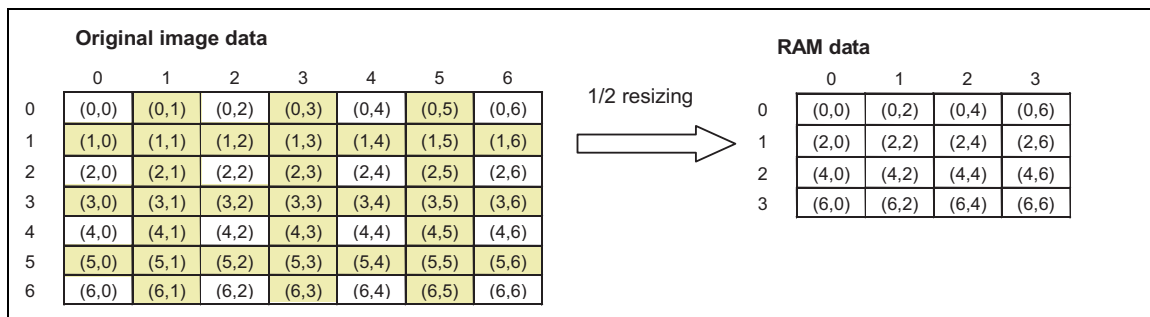 Original image data
0 1 2 3 4 5 6
0 (0,0) (0,1) (0,2) (0,3) (0,4) (0,5) (0,6)
1 (1,0) (1,1) (1,2) (1,3) (1,4) (1,5) (1,6)
2 (2,0) (2,1) (2,2) (2,3) (2,4) (2,5) (2,6)
3 (3,0) (3,1) (3,2) (3,3) (3,4) (3,5) (3,6)
4 (4,0) (4,1) (4,2) (4,3) (4,4) (4,5) (4,6)
5 (5,0) (5,1) (5,2) (5,3) (5,4) (5,5) (5,6)
6 (6,0) (6,1) (6,2) (6,3) (6,4) (6,5) (6,6)
1/2 resizing
RAM data
0 1 2 3
0 (0,0) (0,2) (0,4) (0,6)
1 (2,0) (2,2) (2,4) (2,6)
2 (4,0) (4,2) (4,4) (4,6)
3 (6,0) (6,2) (6,4) (6,6)